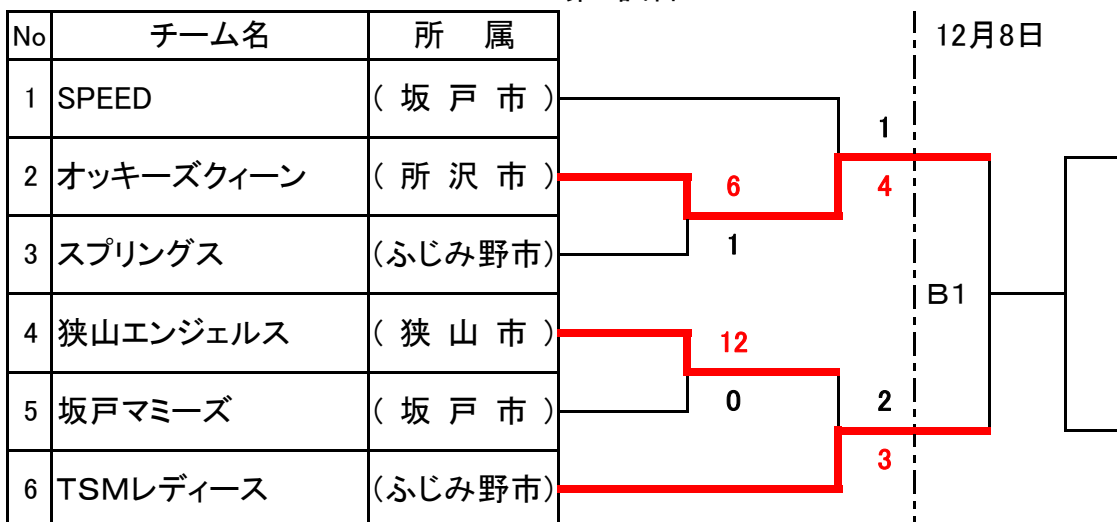 No チーム名 所 属 12月8日
1 SPEED (坂戸市) 
1
2 オッキーズクィーン (所沢市) 6 4
3 スプリングス (ふじみ野市) 1
B1
4 狭山エンジェルス (狭山市) 12
5 坂戸マミーズ (坂戸市) 0 2
3
6 TSMレディース (ふじみ野市)